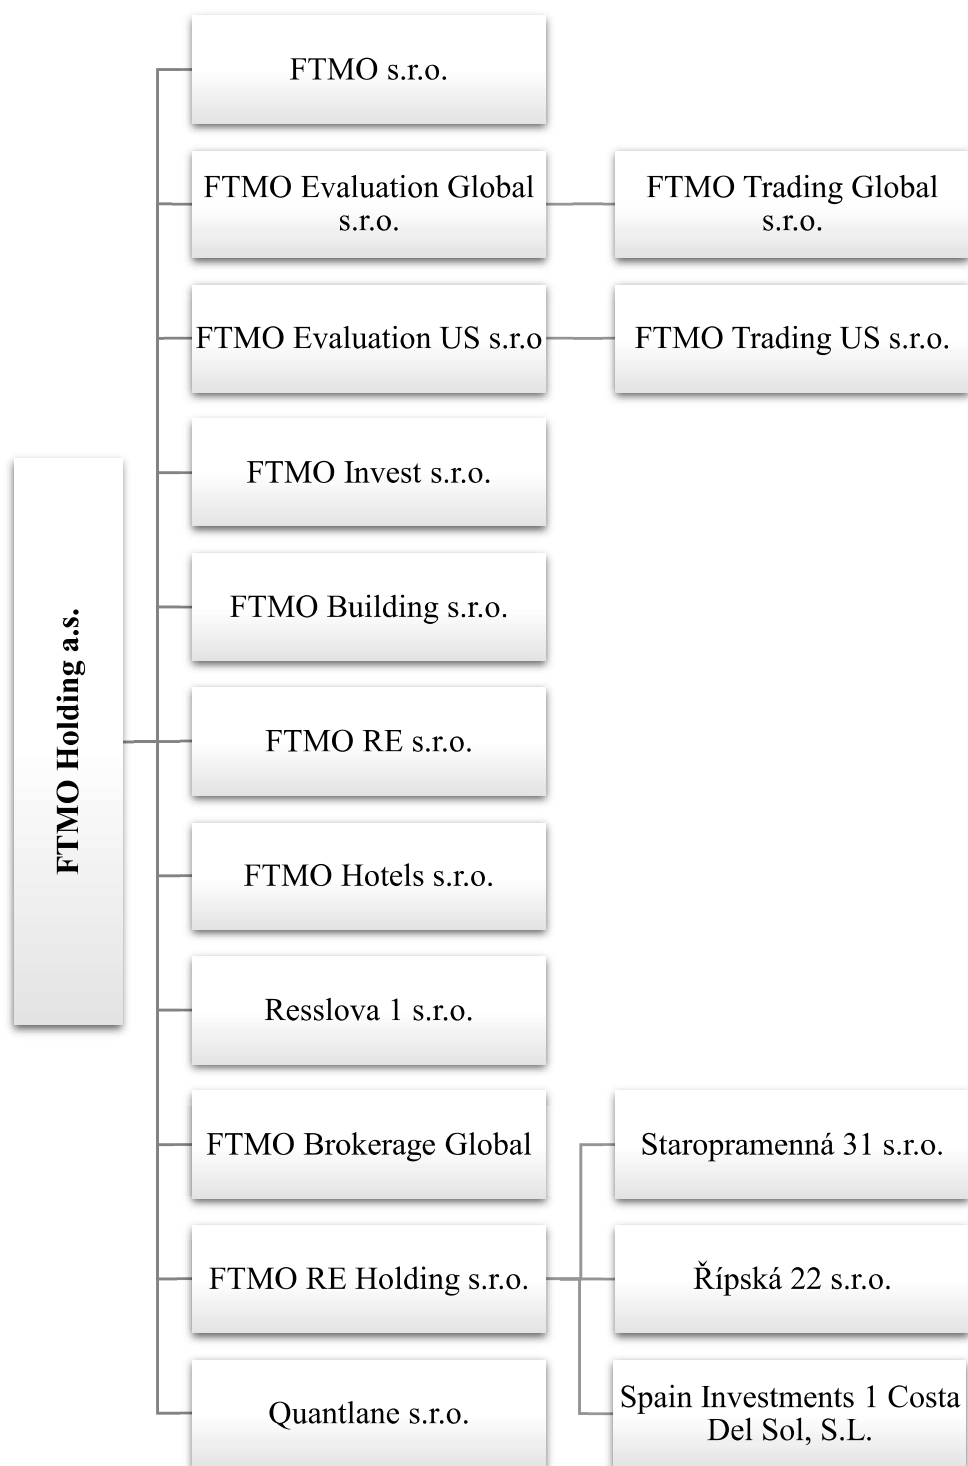 FTMO Holding a.s.
FTMO s.r.o.
FTMO Evaluation Global
s.r.o.
FTMO Trading Global
s.r.o.
FTMO Evaluation US s.r.o
FTMO Trading US s.r.o.
FTMO Invest s.r.o.
FTMO Building s.r.o.
FTMO RE s.r.o.
FTMO Hotels s.r.o.
Resslova 1 s.r.o.
FTMO Brokerage Global
FTMO RE Holding s.r.o.
Staropramenná 31 s.r.o.
Řípská 22 s.r.o.
Spain Investments 1 Costa
Del Sol, S.L.
Quantlane s.r.o.